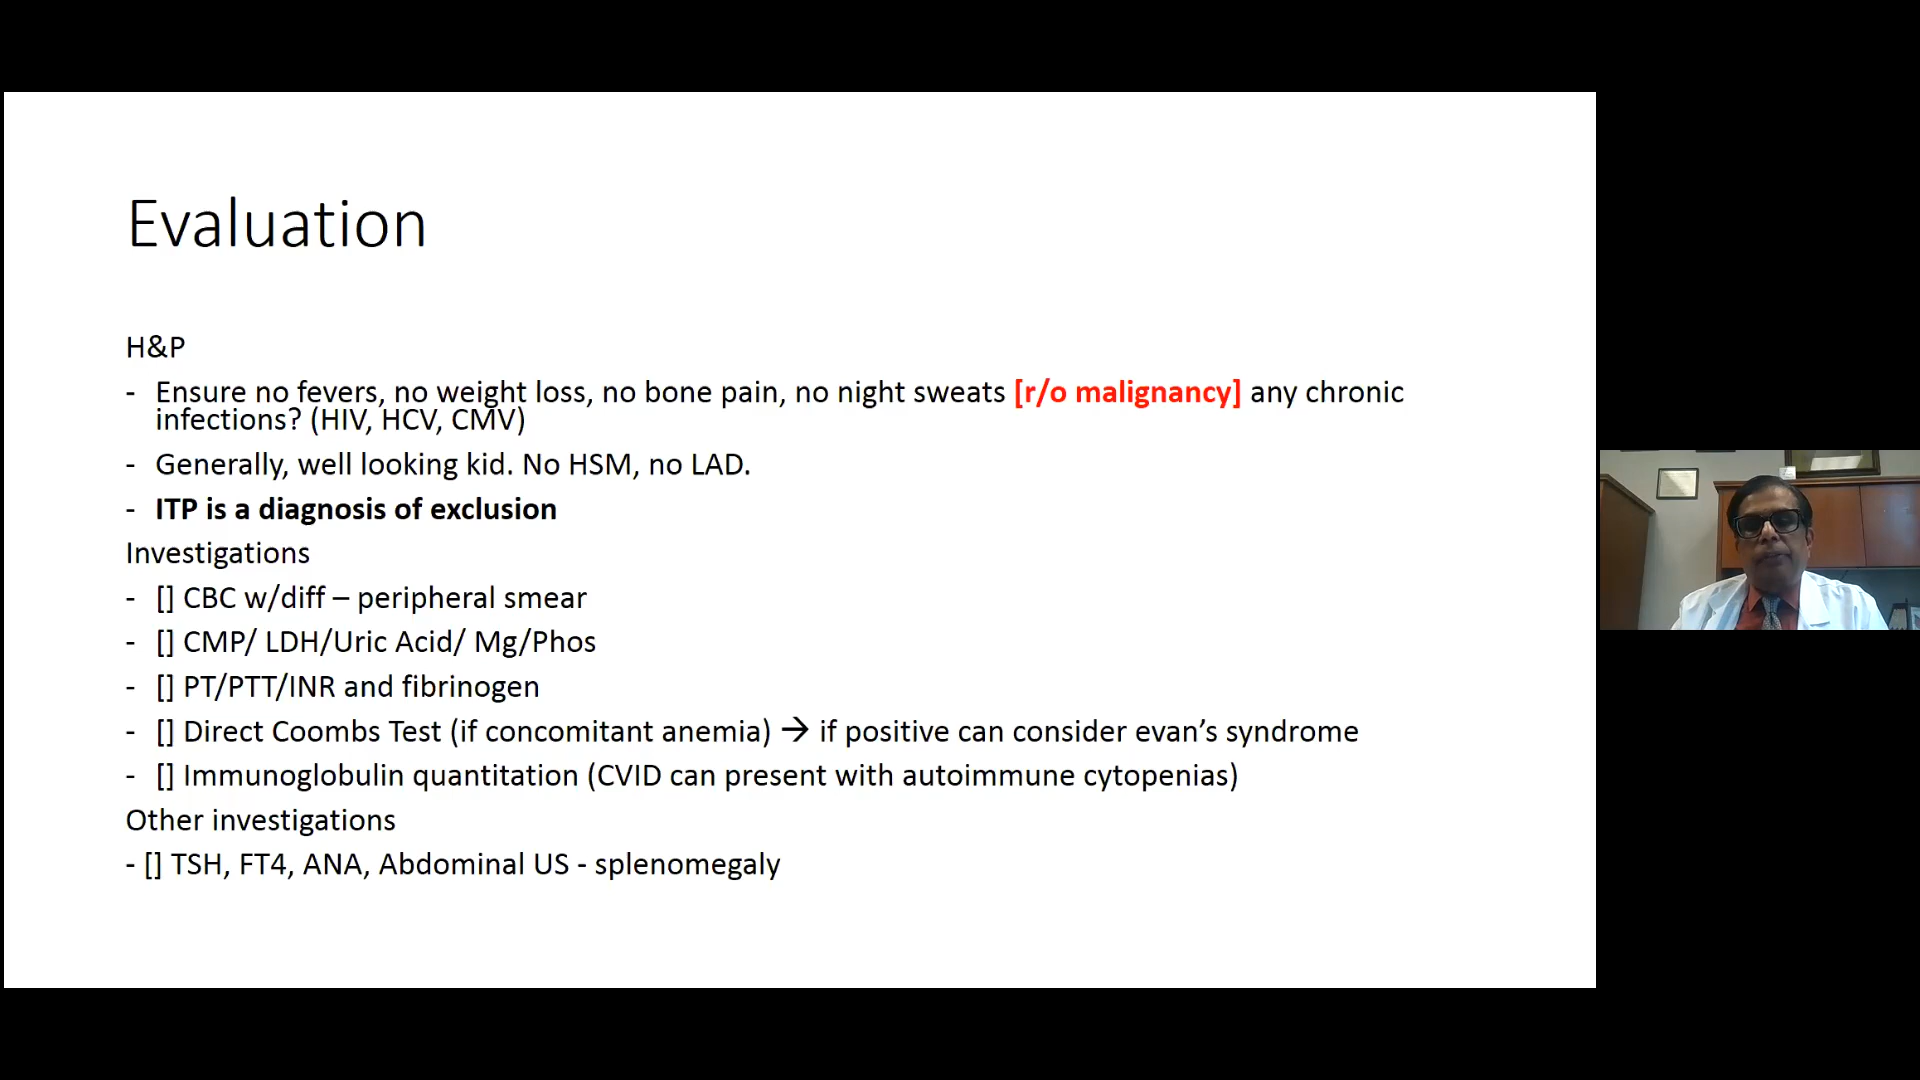 Evaluation
H&P
- Ensure no fevers, no weight loss, no bone pain, no night sweats [r/o malignancy] any chronic
infections? (HIV, HCV, CMV)
- Generally, well looking kid. No HSM, no LAD.
- ITP is a diagnosis of exclusion
Investigations
- [] CBC w/diff – peripheral smear
- [] CMP/ LDH/Uric Acid/ Mg/Phos
- [] PT/PTT/INR and fibrinogen
- [] Direct Coombs Test (if concomitant anemia) → if positive can consider evan’s syndrome
- [] Immunoglobulin quantitation (CVID can present with autoimmune cytopenias)
Other investigations
- [] TSH, FT4, ANA, Abdominal US - splenomegaly